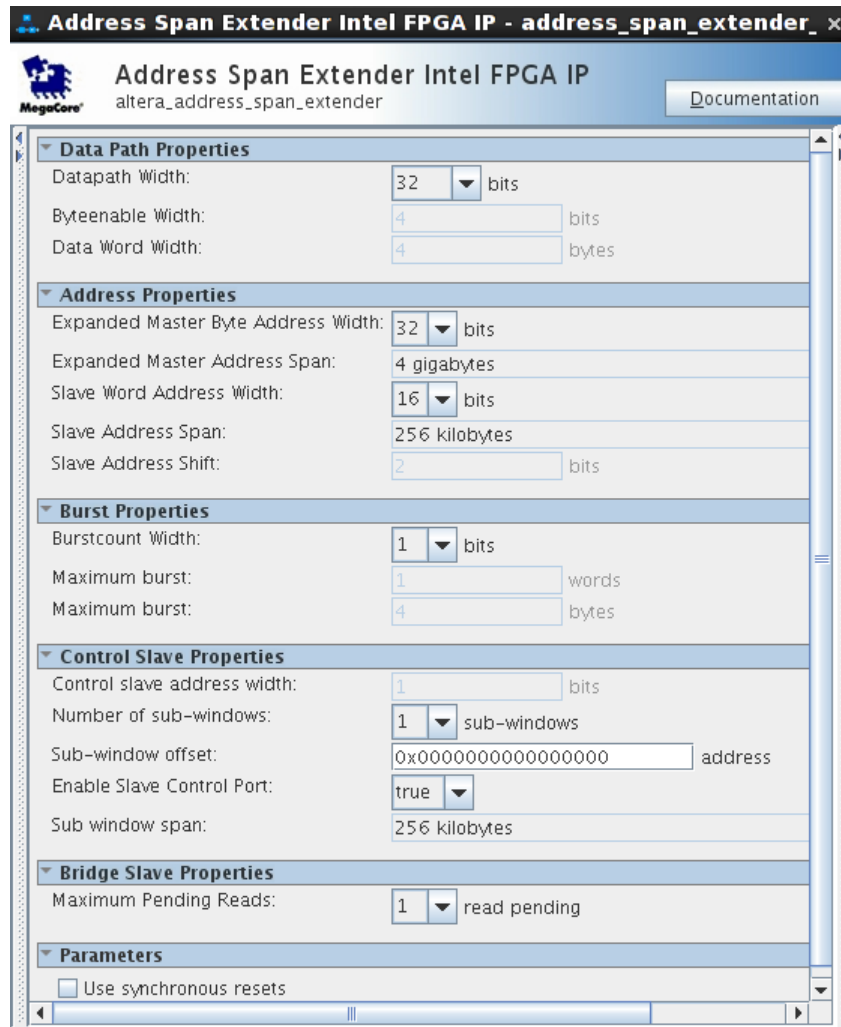 Address Span Extender Intel FPGA IP - address_span_extender_
Address Span Extender Intel FPGA IP
altera_address_span_extender
MegaCore®
Documentation
Data Path Properties
Datapath Width: 32 bits
Byteenable Width: 4 bits
Data Word Width: 4 bytes
Address Properties
Expanded Master Byte Address Width: 32 bits
Expanded Master Address Span: 4 gigabytes
Slave Word Address Width: 16 bits
Slave Address Span: 256 kilobytes
Slave Address Shift: 2 bits
Burst Properties
Burstcount Width: 1 bits
Maximum burst: 1 words
Maximum burst: 4 bytes
Control Slave Properties
Control slave address width: 1 bits
Number of sub-windows: 1 sub-windows
Sub-window offset: 0x0000000000000000 address
Enable Slave Control Port: true
Sub window span: 256 kilobytes
Bridge Slave Properties
Maximum Pending Reads: 1 read pending
Parameters
Use synchronous resets